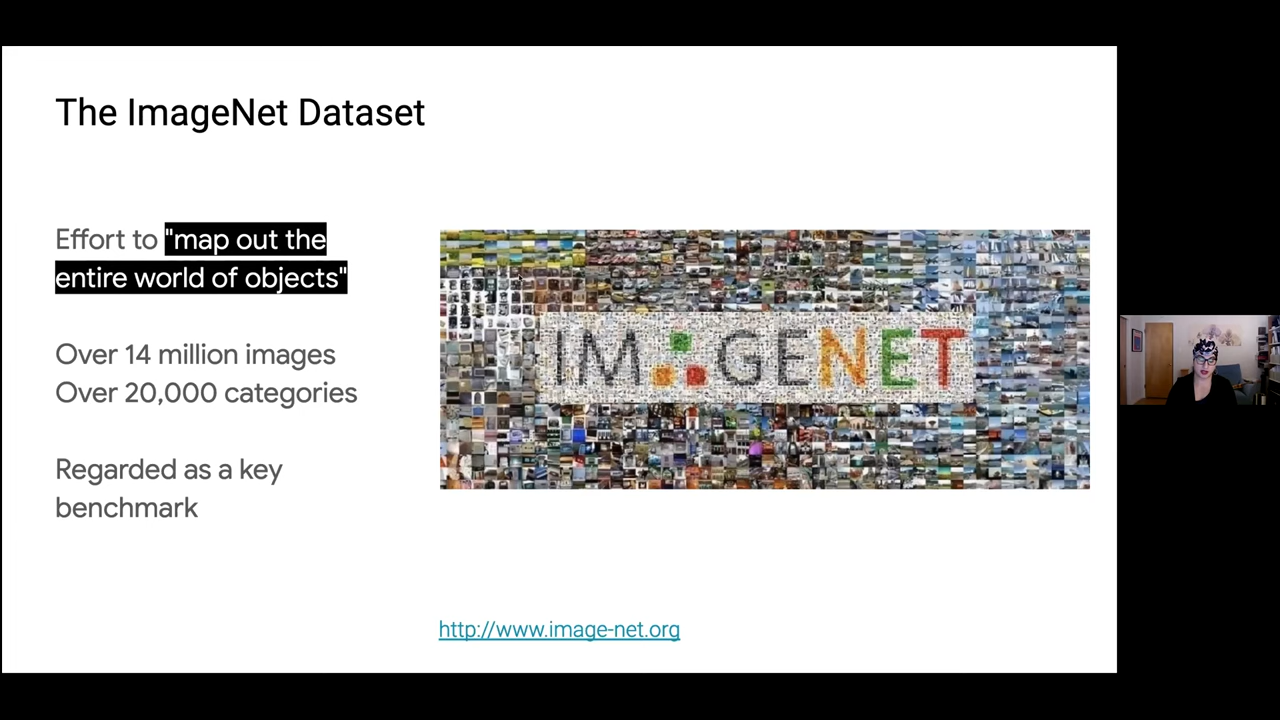 The ImageNet Dataset
Effort to "map out the
entire world of objects"
Over 14 million images
Over 20,000 categories
Regarded as a key
benchmark
IMAGENET
http://www.image-net.org